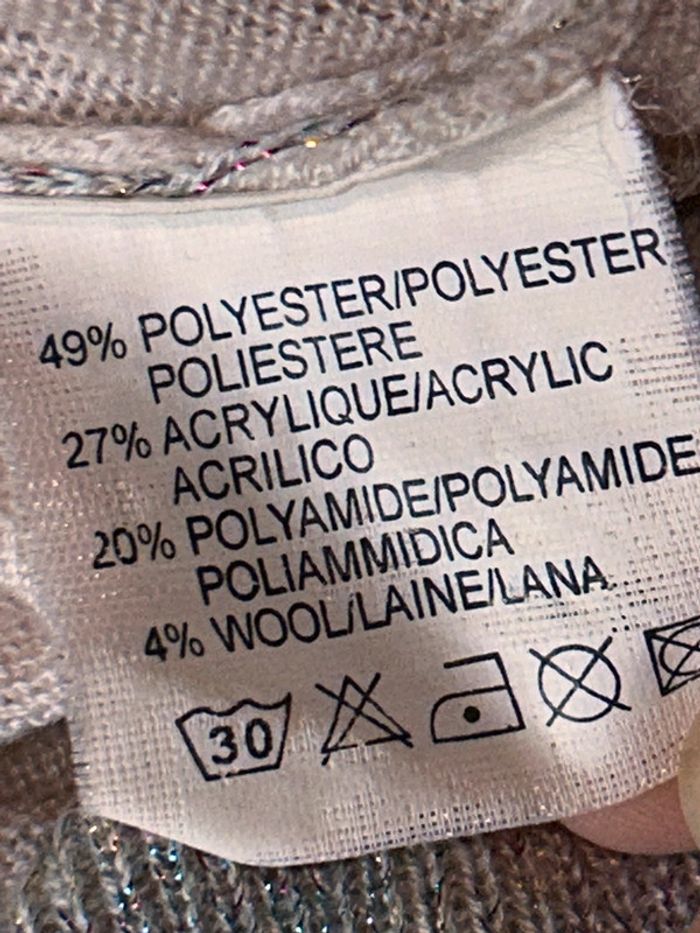 49% POLYESTER/POLYESTER
POLIESTERE
27% ACRYLIQUE/ACRYLIC
ACRILICO
20% POLYAMIDE/POLYAMIDE
POLIAMMIDICA
4% WOOL/LAINE/LANA
30